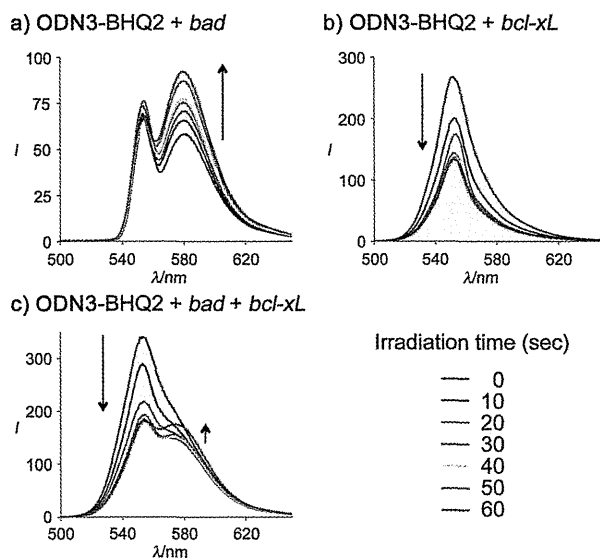 a) ODN3-BHQ2 + bad
100
75
50
I
25
0
500 540 580 620
λ/nm
b) ODN3-BHQ2 + bcl-xL
300
200
I
100
0
500 540 580 620
λ/nm
c) ODN3-BHQ2 + bad + bcl-xL
300
I
200
100
0
500 540 580 620
λ/nm
Irradiation time (sec)
0
10
20
30
40
50
60